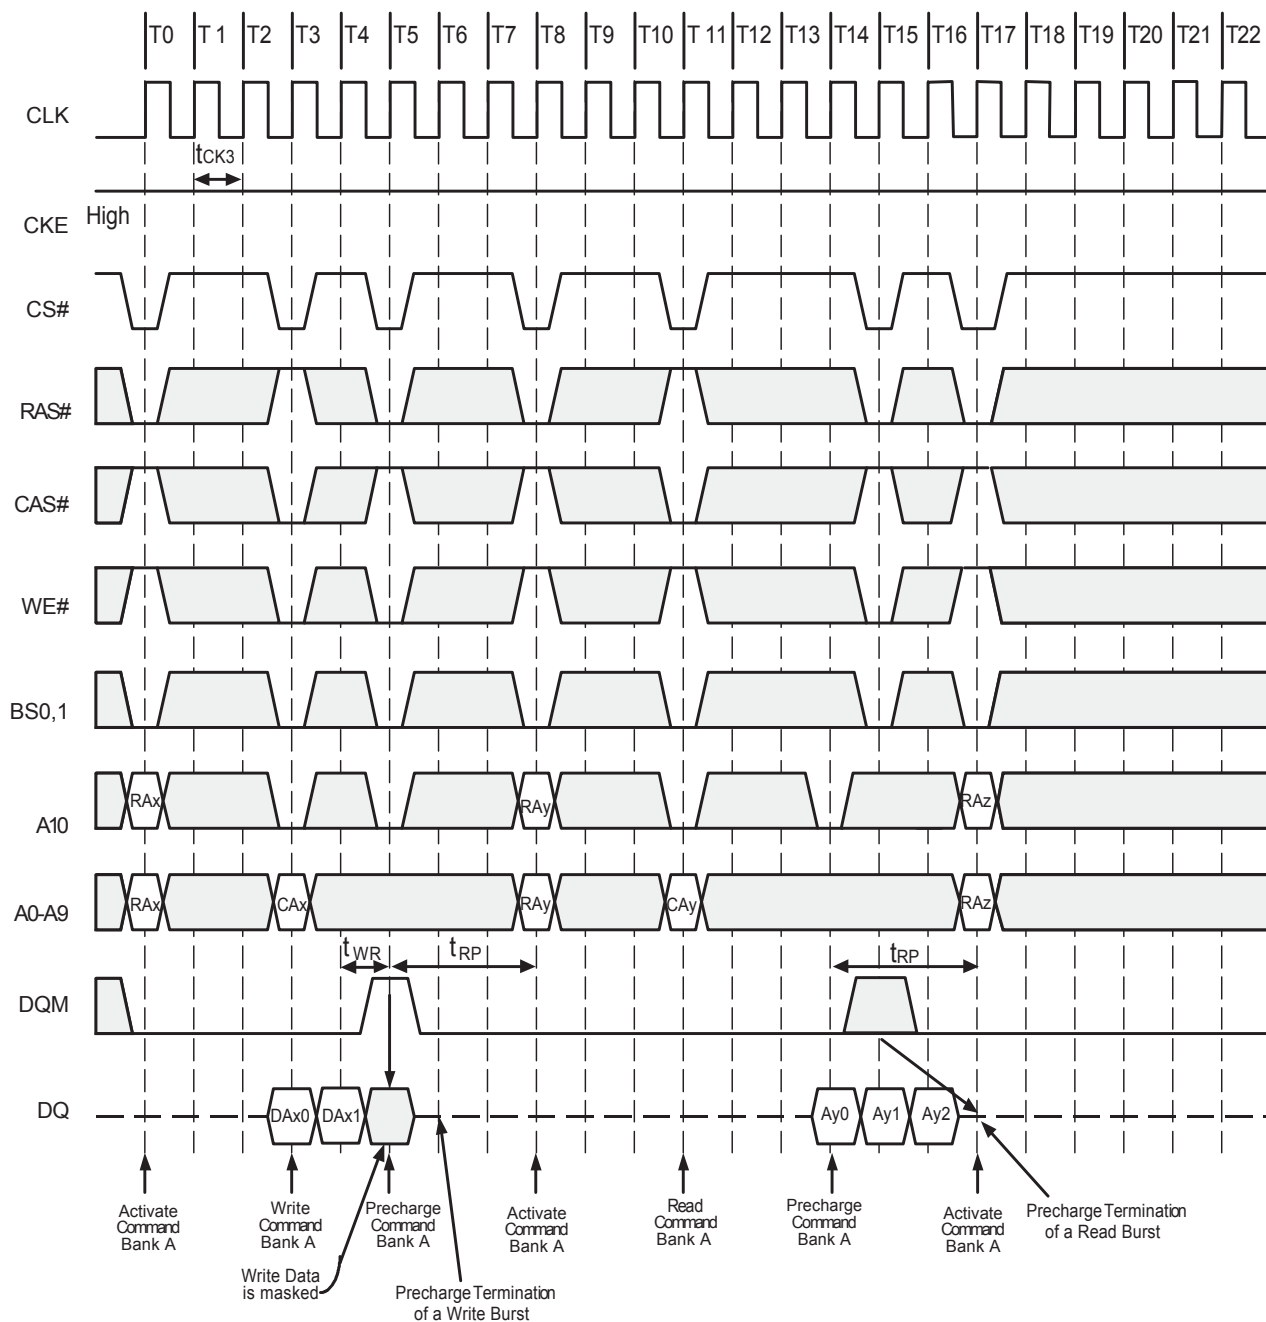 T0 T 1 T2 T3 T4 T5 T6 T7 T8 T9 T10 T 11 T12 T13 T14 T15 T16 T17 T18 T19 T20 T21 T22
CLK
tCK3
CKE High
CS#
RAS#
CAS#
WE#
BS0,1
A10 RAx RAy RAz
A0-A9 RAx CAx RAy CAy RAz
tWR tRP tRP
DQM
DQ DAx0 DAx1 Ay0 Ay1 Ay2
Activate
Command
Bank A
Write
Command
Bank A
Precharge
Command
Bank A
Activate
Command
Bank A
Read
Command
Bank A
Precharge
Command
Bank A
Activate
Command
Bank A
Precharge Termination
of a Read Burst
Write Data
is masked
Precharge Termination
of a Write Burst